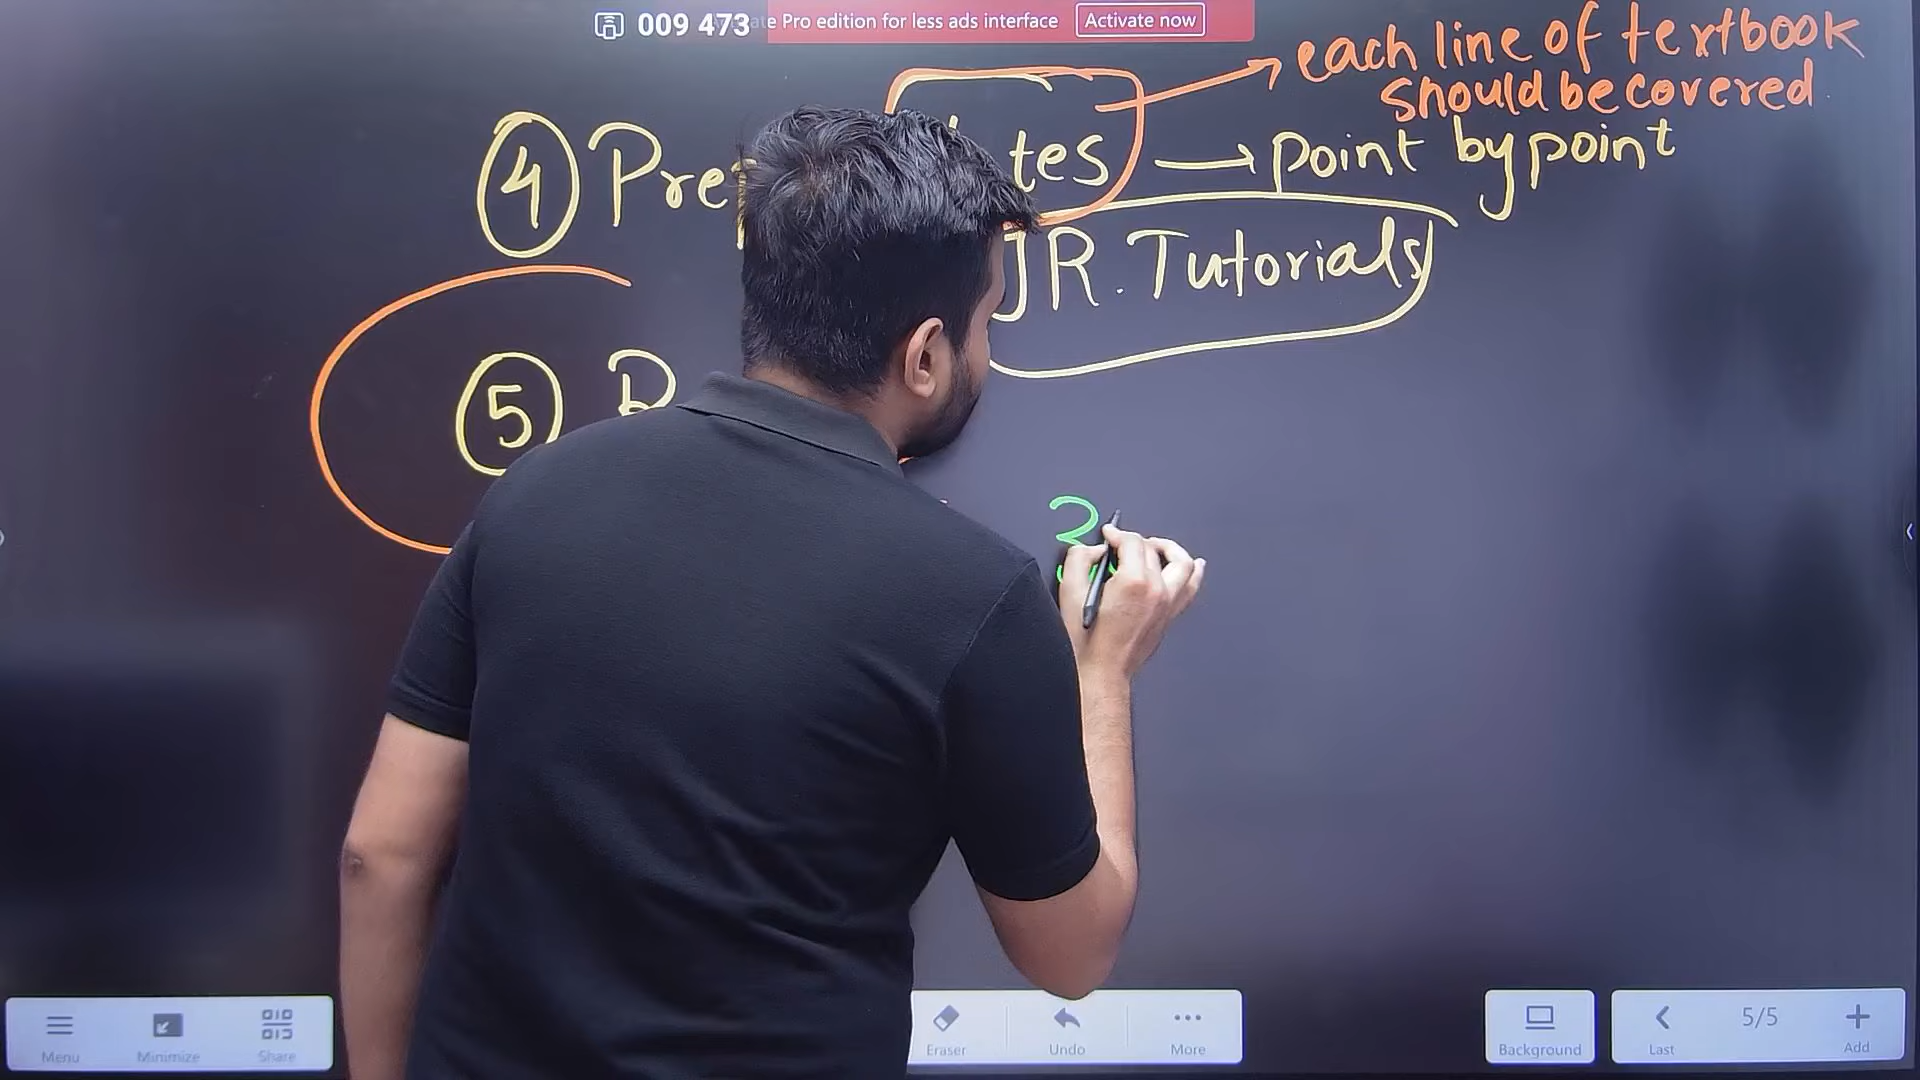 009 473 Pro edition for less ads interface Activate now
each line of textbook
should be covered
4 Pre tes → point by point
JR. Tutorials
5
Menu Minimize Share Eraser Undo More Background Last 5/5 Add